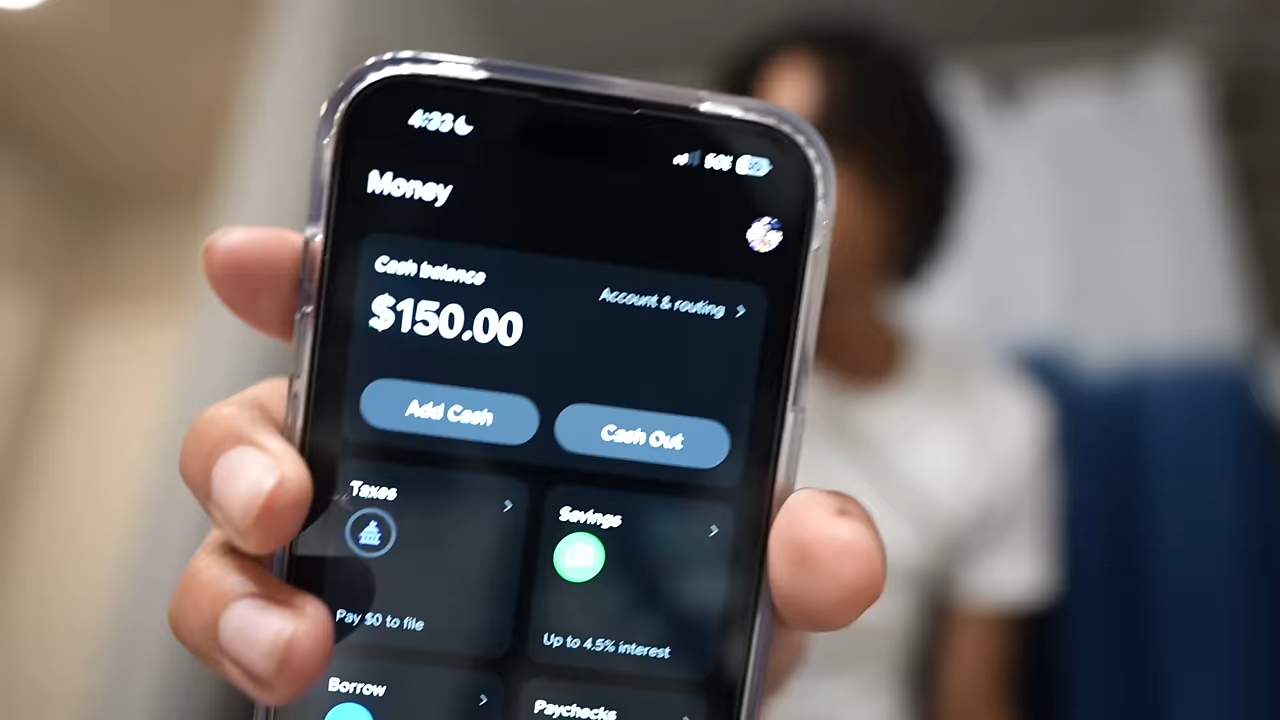 4:33
Money
Cash balance
Account & routing
$150.00
Add Cash
Cash Out
Taxes
Savings
Pay $0 to file
Up to 4.5% interest
Borrow
Paychecks